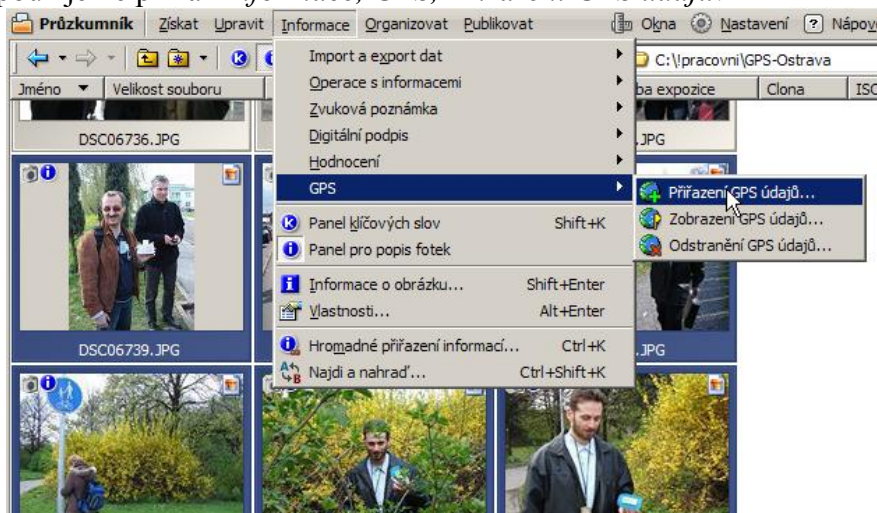 Průzkumník Získat Upravit Informace Organizovat Publikovat Okna Nastavení Nápov
C:\!pracovni\GPS-Ostrava
Jméno Velikost souboru ba expozice Clona
Import a export dat
Operace s informacemi
Zvuková poznámka
Digitální podpis
Hodnocení
GPS
Přiřazení GPS údajů...
Zobrazení GPS údajů...
Odstranění GPS údajů...
Panel klíčových slov Shift+K
Panel pro popis fotek
Informace o obrázku... Shift+Enter
Vlastnosti... Alt+Enter
Hromadné přiřazení informací... Ctrl+K
Najdi a nahraď... Ctrl+Shift+K
DSC06736.JPG .JPG
DSC06739.JPG .JPG